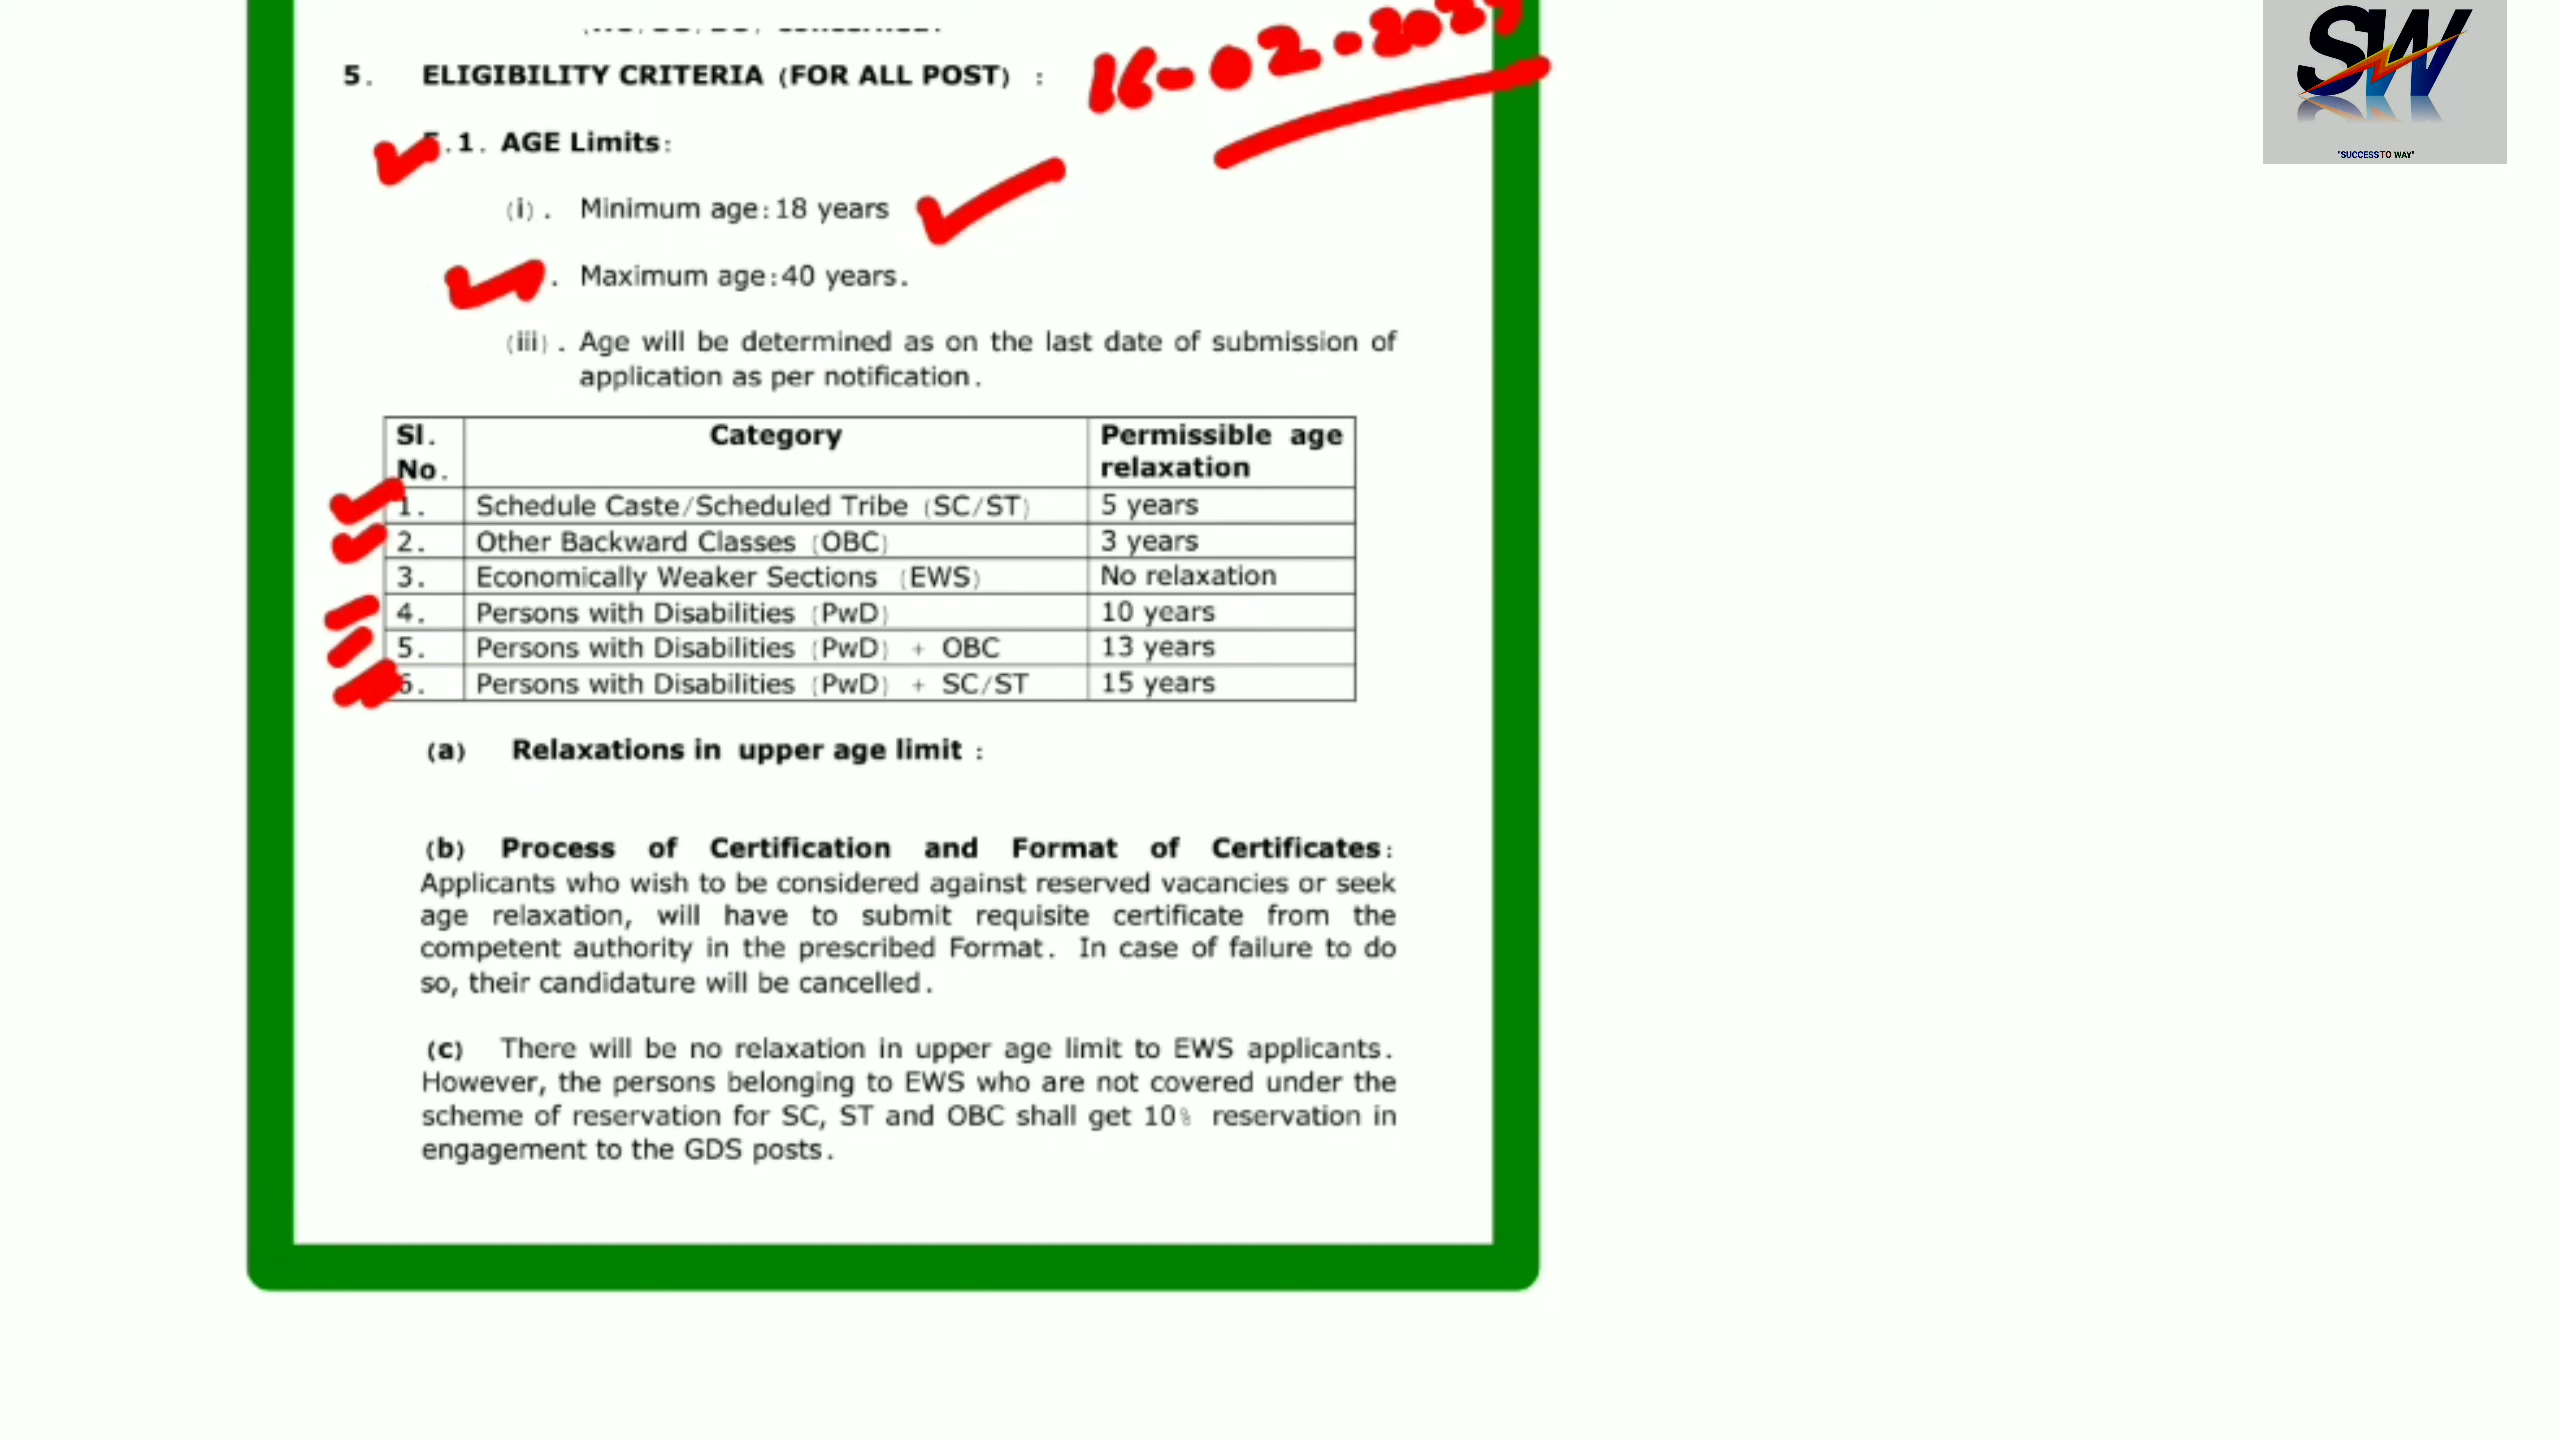 5. ELIGIBILITY CRITERIA (FOR ALL POST) :
16-02-
.1. AGE Limits:
(i). Minimum age:18 years
. Maximum age:40 years.
(iii). Age will be determined as on the last date of submission of
application as per notification.
Sl. No. Category Permissible age relaxation
1. Schedule Caste/Scheduled Tribe (SC/ST) 5 years
2. Other Backward Classes (OBC) 3 years
3. Economically Weaker Sections (EWS) No relaxation
4. Persons with Disabilities (PwD) 10 years
5. Persons with Disabilities (PwD) + OBC 13 years
6. Persons with Disabilities (PwD) + SC/ST 15 years
(a) Relaxations in upper age limit :
(b) Process of Certification and Format of Certificates:
Applicants who wish to be considered against reserved vacancies or seek
age relaxation, will have to submit requisite certificate from the
competent authority in the prescribed Format. In case of failure to do
so, their candidature will be cancelled.
(c) There will be no relaxation in upper age limit to EWS applicants.
However, the persons belonging to EWS who are not covered under the
scheme of reservation for SC, ST and OBC shall get 10% reservation in
engagement to the GDS posts.
SW
"SUCCESS TO WAY"